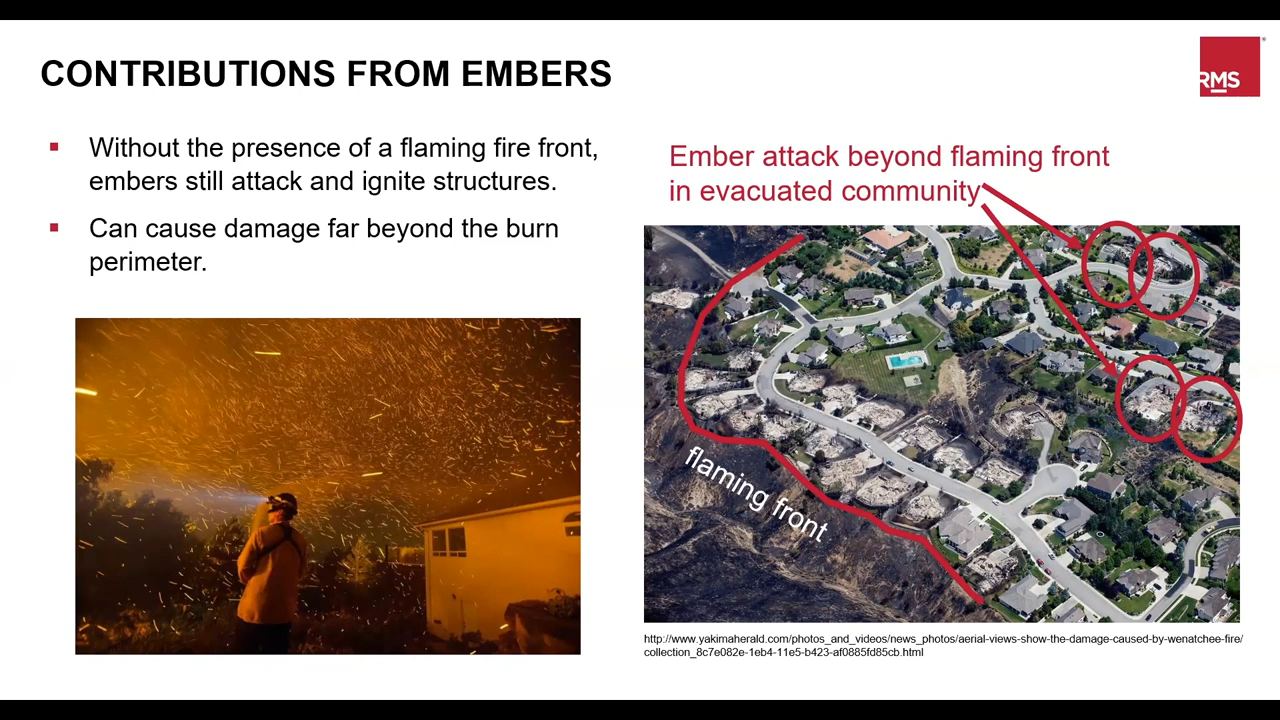 CONTRIBUTIONS FROM EMBERS
RMS
Without the presence of a flaming fire front,
embers still attack and ignite structures.
Can cause damage far beyond the burn
perimeter.
Ember attack beyond flaming front
in evacuated community
flaming front
http://www.yakimaherald.com/photos_and_videos/news_photos/aerial-views-show-the-damage-caused-by-wenatchee-fire/
collection_8c7e082e-1eb4-11e5-b423-af0885fd85cb.html